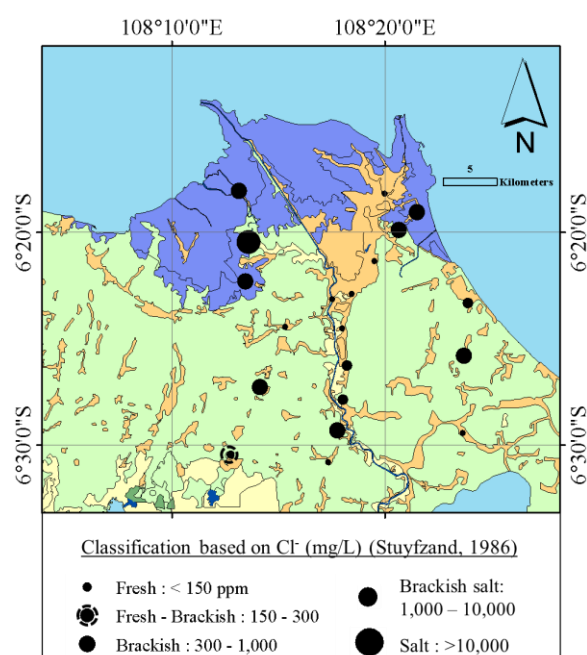 108°10'0"E 108°20'0"E
N
5
Kilometers
6°20'0"S 6°20'0"S
6°30'0"S 6°30'0"S
Classification based on Cl⁻ (mg/L) (Stuyfzand, 1986)
Fresh : < 150 ppm
Fresh - Brackish : 150 - 300
Brackish : 300 - 1,000
Brackish salt:
1,000 – 10,000
Salt : >10,000